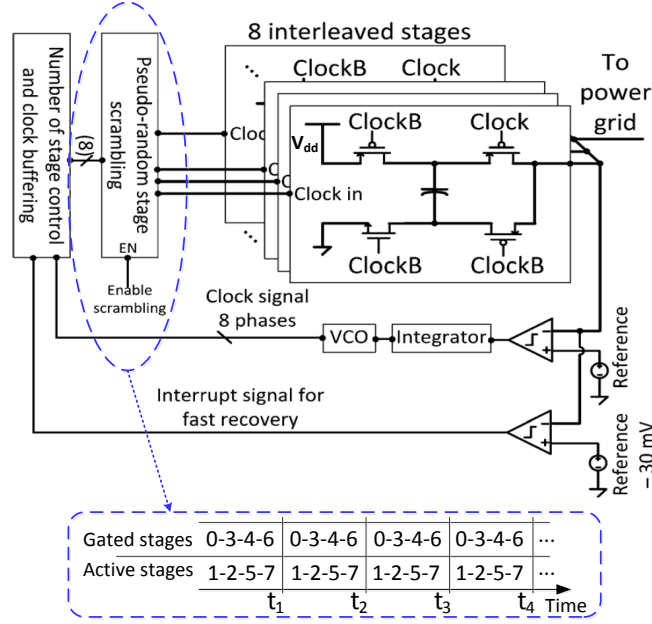 8 interleaved stages
To
power
grid
Number of stage control
and clock buffering
(8)
Pseudo-random stage
scrambling
EN
Enable
scrambling
ClockB Clock
Clock
C
C
Clock in
Vdd
ClockB Clock
ClockB ClockB
Clock signal
8 phases
VCO
Integrator
Reference
Interrupt signal for
fast recovery
Reference
– 30 mV
Gated stages 0-3-4-6 0-3-4-6 0-3-4-6 0-3-4-6 ...
Active stages 1-2-5-7 1-2-5-7 1-2-5-7 1-2-5-7 ...
t1 t2 t3 t4 Time